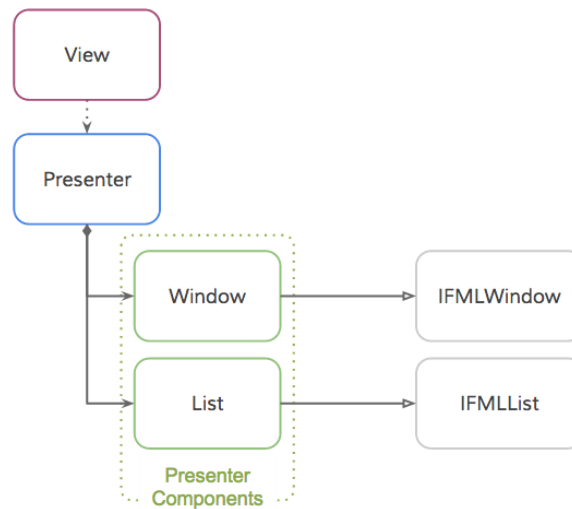 View
Presenter
Window
IFMLWindow
List
IFMLList
Presenter
Components